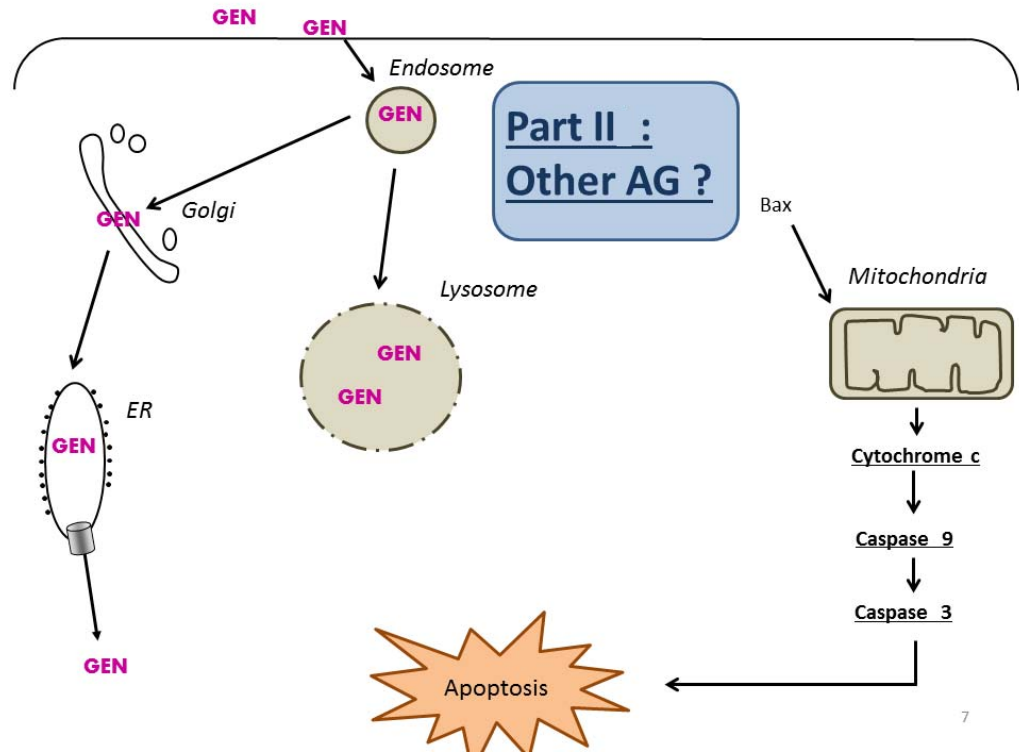 GEN
GEN
Endosome
GEN
Part II :
Other AG ?
Golgi
GEN
Bax
Mitochondria
Lysosome
GEN
GEN
ER
GEN
Cytochrome c
Caspase 9
Caspase 3
GEN
Apoptosis
7